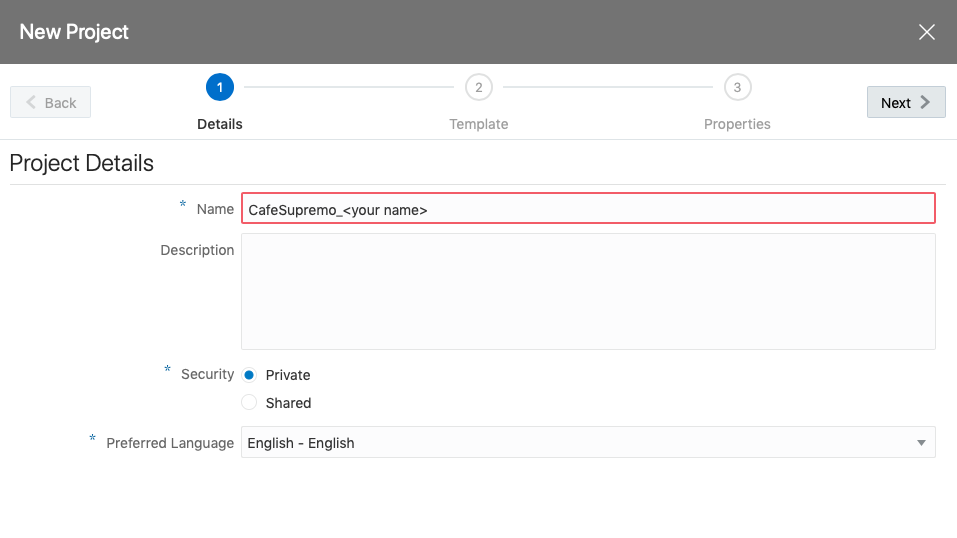 New Project
Back
1
2
3
Next
Details
Template
Properties
Project Details
* Name
CafeSupremo_<your name>
Description
* Security
Private
Shared
* Preferred Language
English - English